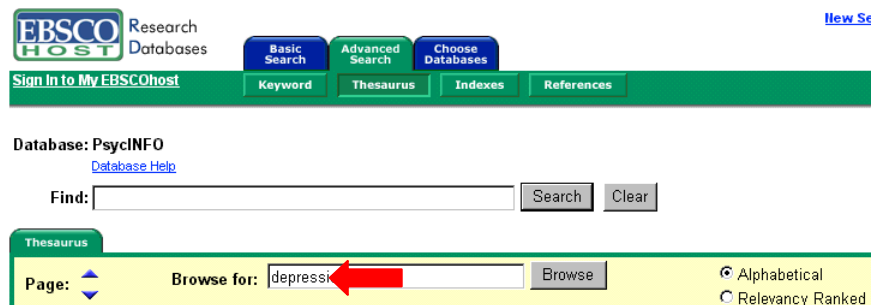 EBSCO HOST Research Databases
New Se
Basic Search
Advanced Search
Choose Databases
Sign In to My EBSCOhost
Keyword Thesaurus Indexes References
Database: PsycINFO
Database Help
Find: Search Clear
Thesaurus
Page: Browse for: depressi Browse Alphabetical
Relevancy Ranked